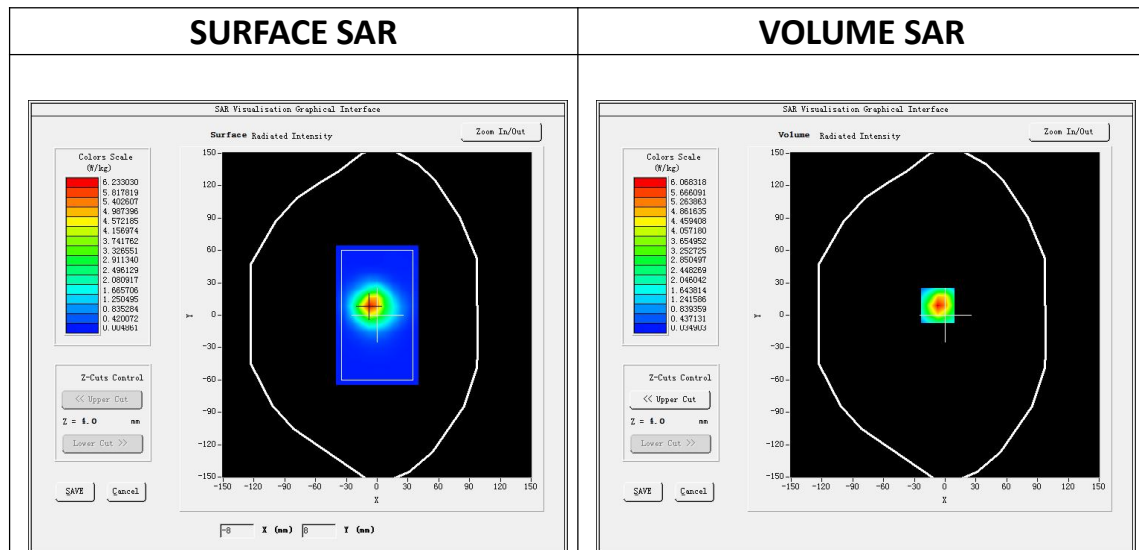 SURFACE SAR
VOLUME SAR
SAR Visualisation Graphical Interface
Surface Radiated Intensity
Zoom In/Out
Colors Scale
(W/kg)
6.233030
5.817819
5.402607
4.987396
4.572185
4.156974
3.741762
3.326551
2.911340
2.496129
2.080917
1.665706
1.250495
0.835284
0.420072
0.004861
Z-Cuts Control
<< Upper Cut
Z = 4.0 mm
Lower Cut >>
SAVE
Cancel
150
120
90
60
30
0
-30
-60
-90
-120
-150
Y
-150 -120 -90 -60 -30 0 30 60 90 120 150
X
-8 X (mm) 8 Y (mm)
SAR Visualisation Graphical Interface
Volume Radiated Intensity
Zoom In/Out
Colors Scale
(W/kg)
6.068318
5.666091
5.263863
4.861635
4.459408
4.057180
3.654952
3.252725
2.850497
2.448269
2.046042
1.643814
1.241586
0.839359
0.437131
0.034903
Z-Cuts Control
<< Upper Cut
Z = 4.0 mm
Lower Cut >>
SAVE
Cancel
150
120
90
60
30
0
-30
-60
-90
-120
-150
Y
-150 -120 -90 -60 -30 0 30 60 90 120 150
X